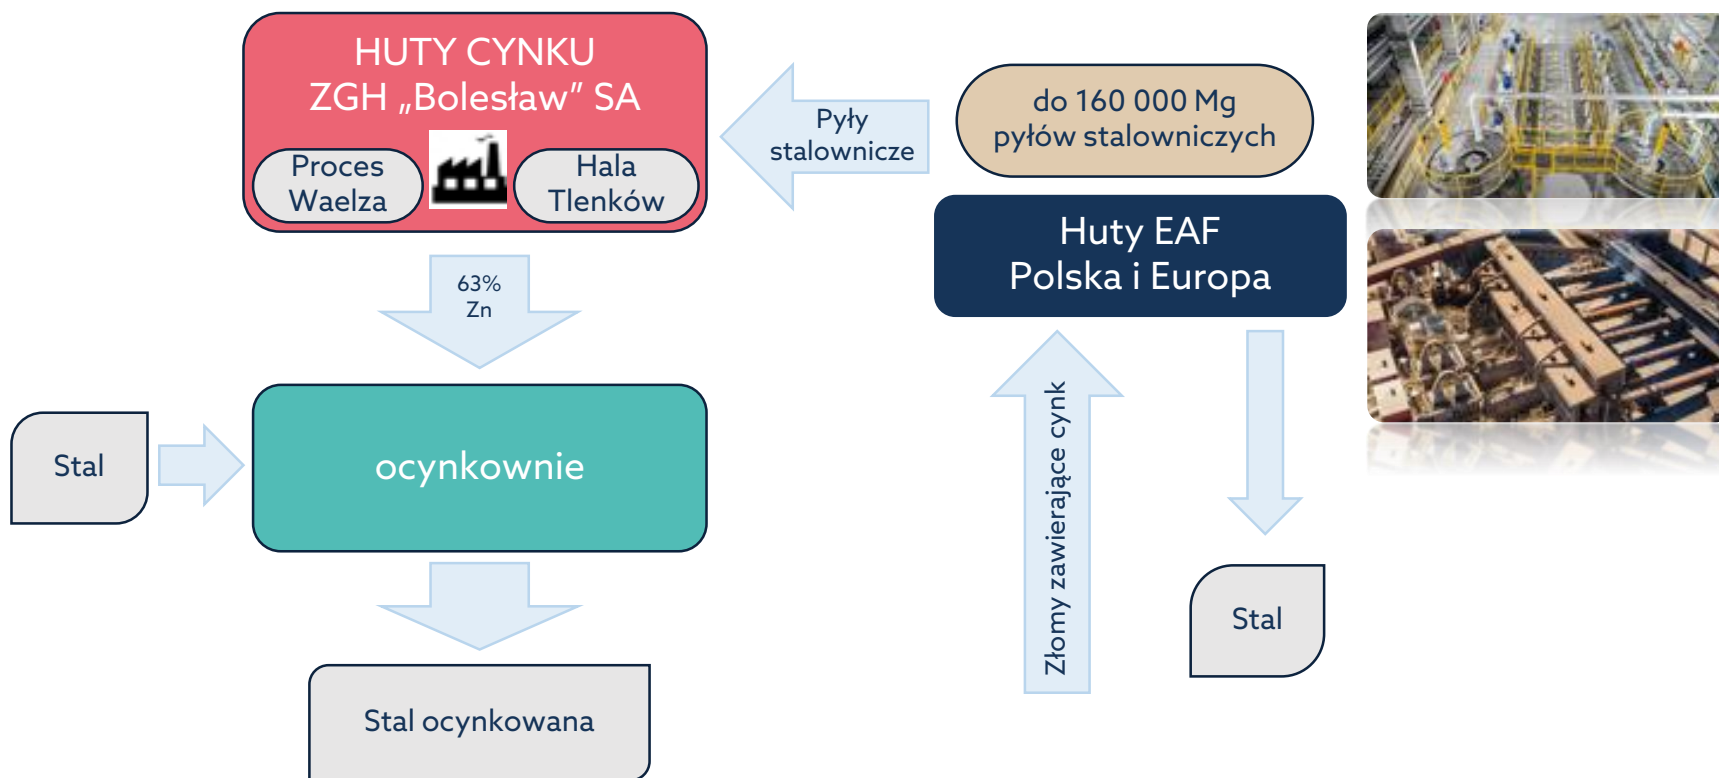 HUTY CYNKU
ZGH „Bolesław” SA
Proces
Waelza
Hala
Tlenków
Pyły
stalownicze
do 160 000 Mg
pyłów stalowniczych
Huty EAF
Polska i Europa
63%
Zn
Stal
ocynkownie
Złomy zawierające cynk
Stal
Stal ocynkowana